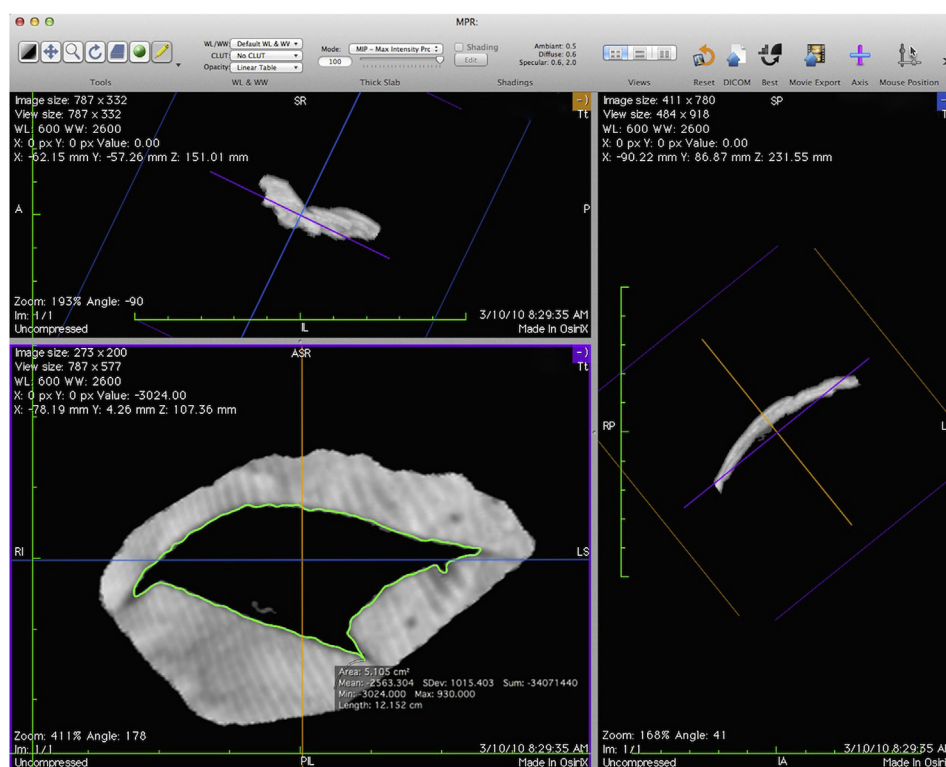 MPR:
WL/WW: Default WL & WV
CLUT: No CLUT
Opacity: Linear Table
Mode: MIP - Max Intensity Prc
100
Shading
Edit
Ambient: 0.5
Diffuse: 0.6
Specular: 0.6, 2.0
Tools
WL & WW
Thick Slab
Shadings
Views
Reset
DICOM
Best
Movie Export
Axis
Mouse Position
Image size: 787 x 332
View size: 787 x 332
WL: 600 WW: 2600
X: 0 px Y: 0 px Value: 0.00
X: -62.15 mm Y: -57.26 mm Z: 151.01 mm
SR
-)
Tt
A
P
Zoom: 193% Angle: -90
Im: 1/1
Uncompressed
IL
3/10/10 8:29:35 AM
Made In OsiriX
Image size: 273 x 200
View size: 787 x 577
WL: 600 WW: 2600
X: 0 px Y: 0 px Value: -3024.00
X: -78.19 mm Y: 4.26 mm Z: 107.36 mm
ASR
-)
Tt
RI
LS
Area: 5.105 cm²
Mean: -2563.304 SDev: 1015.403 Sum: -34071440
Min: -3024.000 Max: 930.000
Length: 12.152 cm
Zoom: 411% Angle: 178
Im: 1/1
Uncompressed
PIL
3/10/10 8:29:35 AM
Made In OsiriX
Image size: 411 x 780
View size: 484 x 918
WL: 600 WW: 2600
X: 0 px Y: 0 px Value: 0.00
X: -90.22 mm Y: 86.87 mm Z: 231.55 mm
SP
-)
RP
L
Zoom: 168% Angle: 41
Im: 1/1
Uncompressed
IA
3/10/10 8:29:35 AM
Made In OsiriX